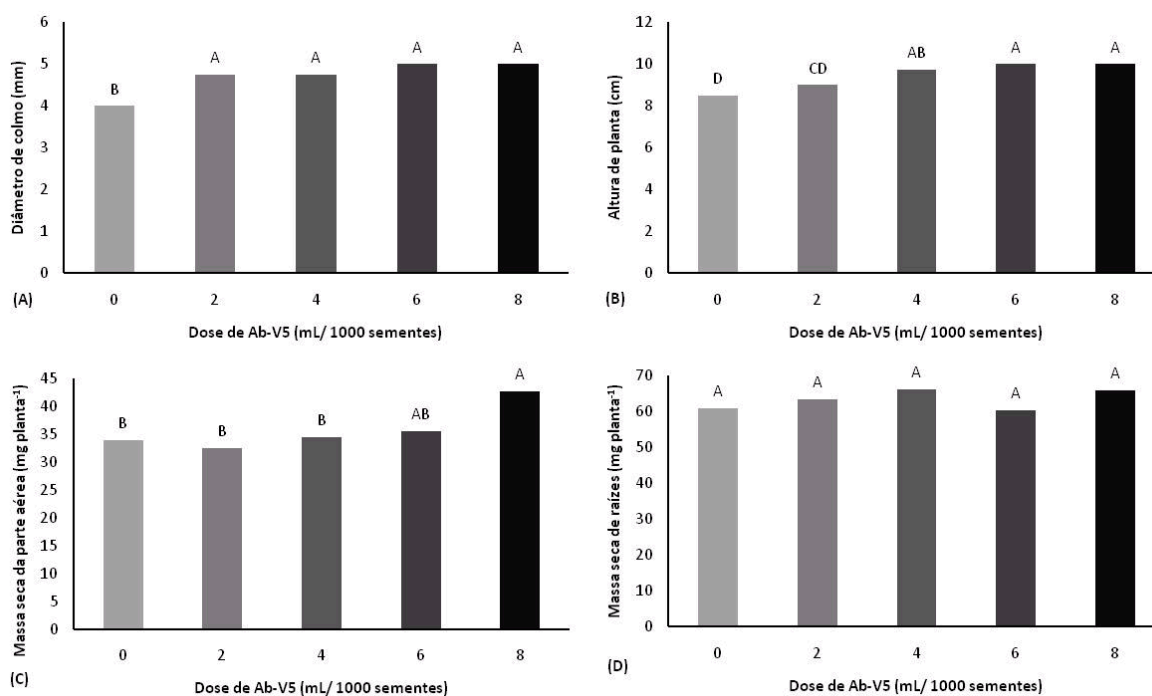 Diâmetro de colmo (mm)
6
5
4
3
2
1
0
B
A
A
A
A
0 2 4 6 8
(A)
Dose de Ab-V5 (mL/ 1000 sementes)
Altura de planta (cm)
12
10
8
6
4
2
0
D
CD
AB
A
A
0 2 4 6 8
(B)
Dose de Ab-V5 (mL/ 1000 sementes)
Massa seca da parte aérea (mg planta⁻¹)
45
40
35
30
25
20
15
10
5
0
B
B
B
AB
A
0 2 4 6 8
(C)
Dose de Ab-V5 (mL/ 1000 sementes)
Massa seca de raízes (mg planta⁻¹)
70
60
50
40
30
20
10
0
A
A
A
A
A
0 2 4 6 8
(D)
Dose de Ab-V5 (mL/ 1000 sementes)